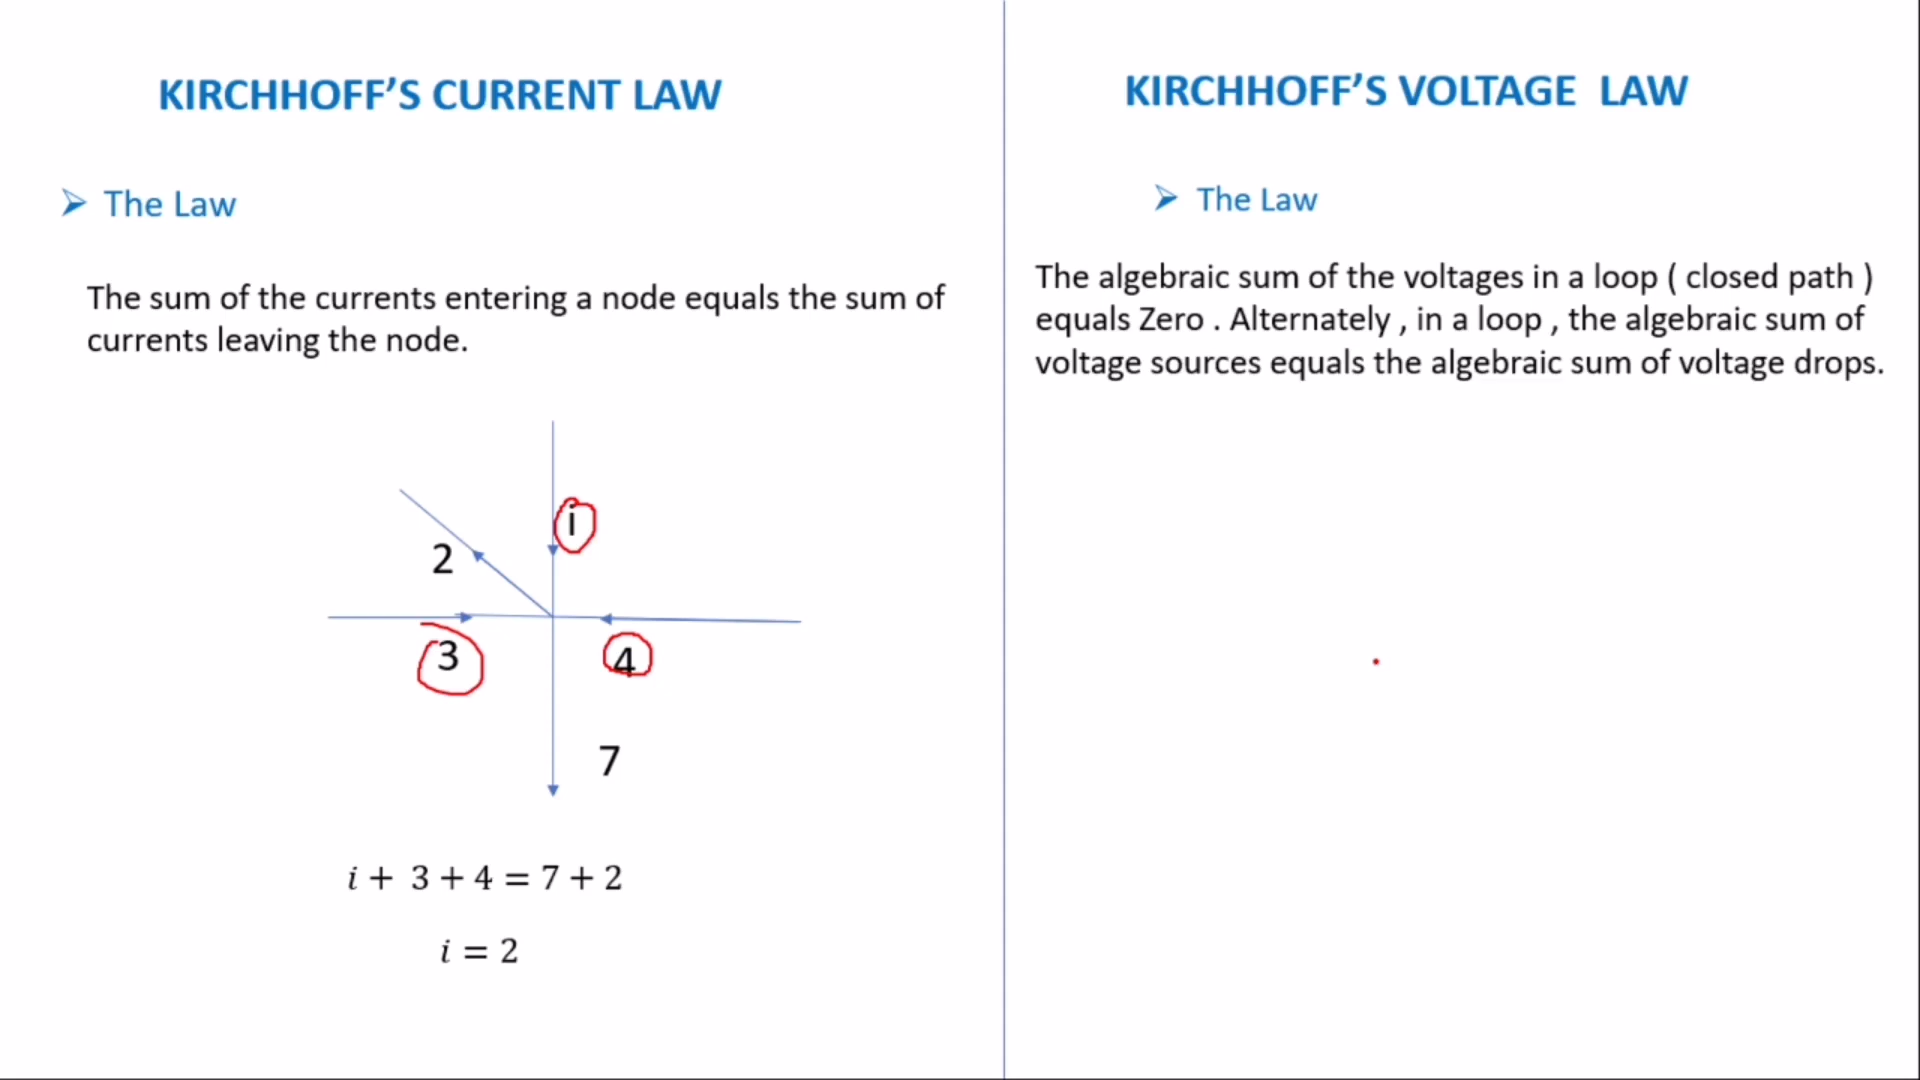 KIRCHHOFF’S CURRENT LAW
➢ The Law
The sum of the currents entering a node equals the sum of
currents leaving the node.
i
2
3
4
7
i + 3 + 4 = 7 + 2
i = 2
KIRCHHOFF’S VOLTAGE LAW
➢ The Law
The algebraic sum of the voltages in a loop ( closed path )
equals Zero . Alternately , in a loop , the algebraic sum of
voltage sources equals the algebraic sum of voltage drops.